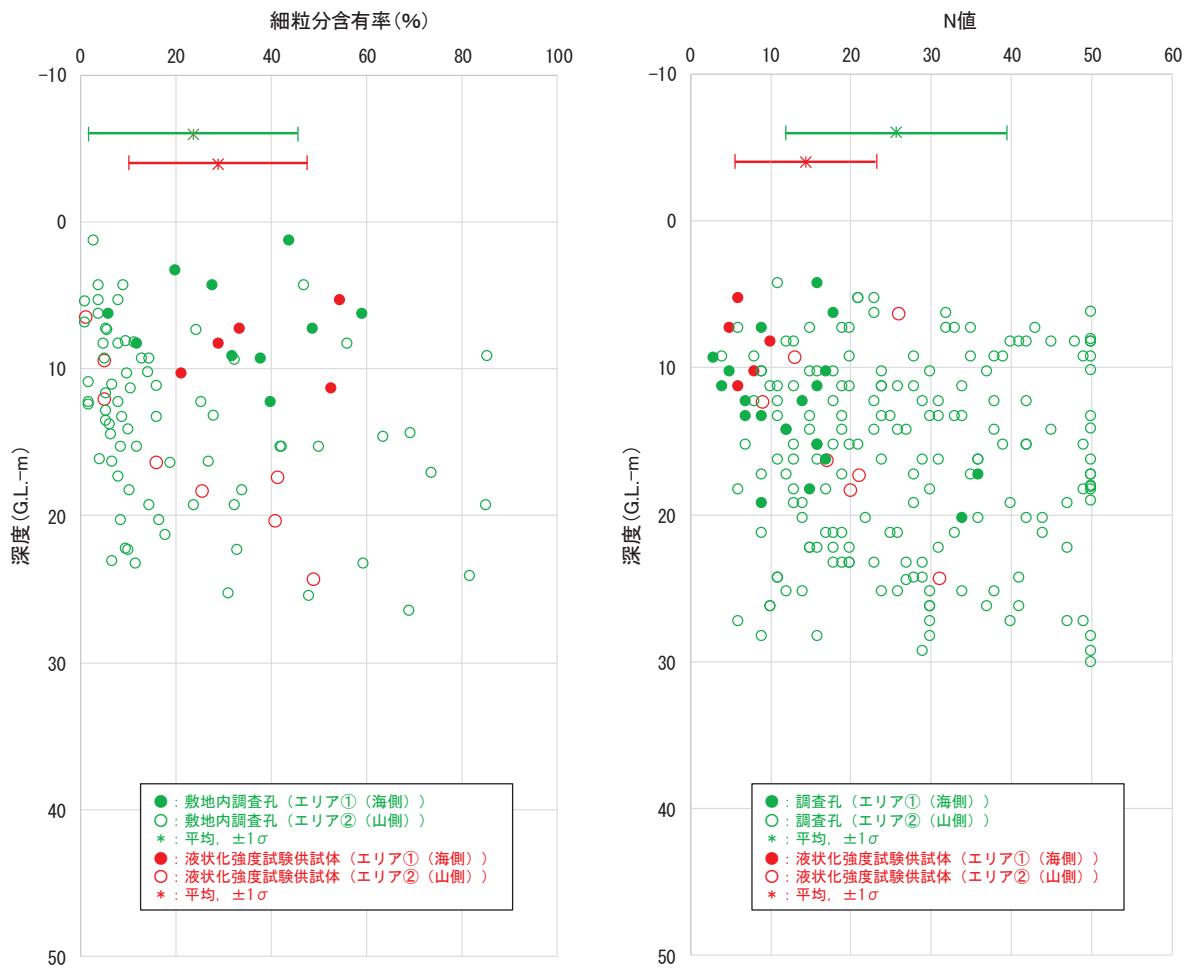 細粒分含有率(%)
0 20 40 60 80 100
-10
0
10
20
30
40
50
深度(G.L.-m)
●:敷地内調査孔(エリア①(海側))
○:敷地内調査孔(エリア②(山側))
*:平均,±1σ
●:液状化強度試験供試体(エリア①(海側))
○:液状化強度試験供試体(エリア②(山側))
*:平均,±1σ
N値
0 10 20 30 40 50 60
-10
0
10
20
30
40
50
深度(G.L.-m)
●:調査孔(エリア①(海側))
○:調査孔(エリア②(山側))
*:平均,±1σ
●:液状化強度試験供試体(エリア①(海側))
○:液状化強度試験供試体(エリア②(山側))
*:平均,±1σ